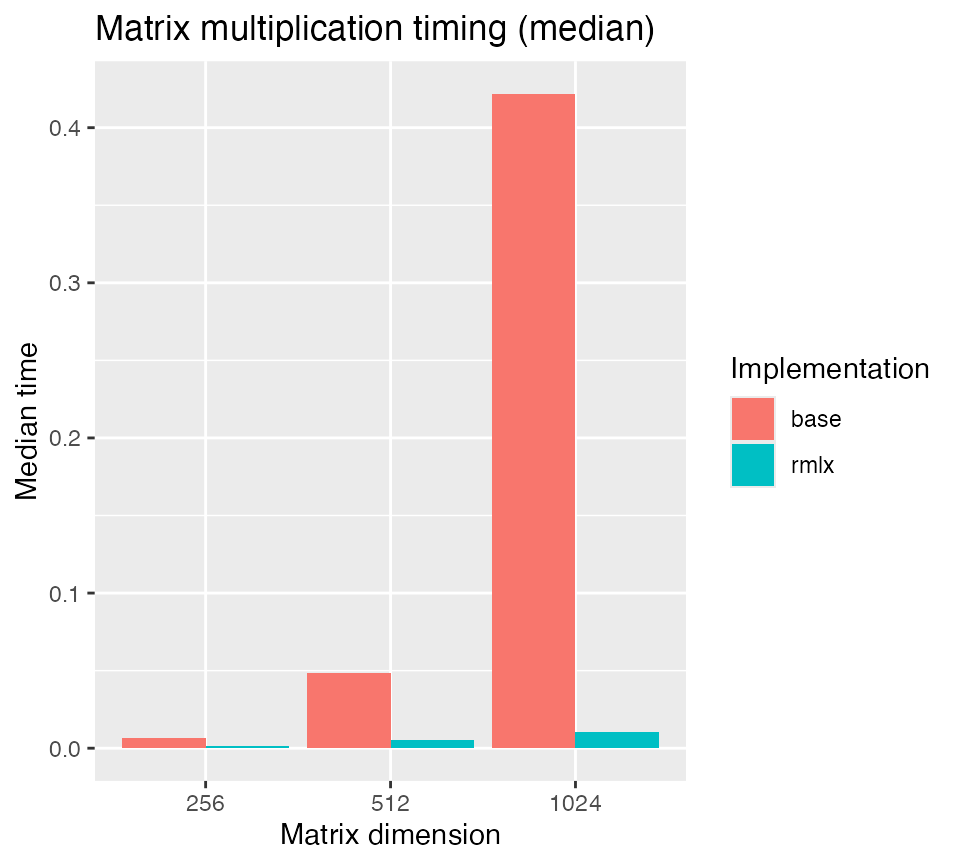 Matrix multiplication timing (median)
Median time
0.4
0.3
0.2
0.1
0.0
256
512
1024
Matrix dimension
Implementation
base
rmlx